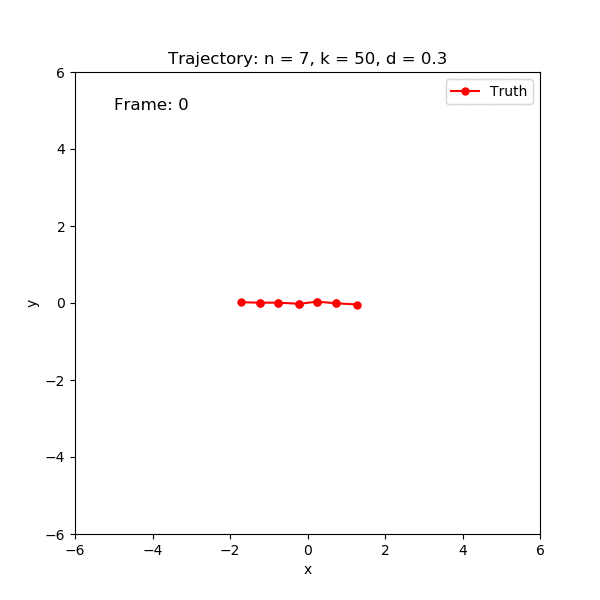 Trajectory: n = 7, k = 50, d = 0.3
Frame: 0
Truth
6
4
2
0
−2
−4
−6
y
−6 −4 −2 0 2 4 6
x